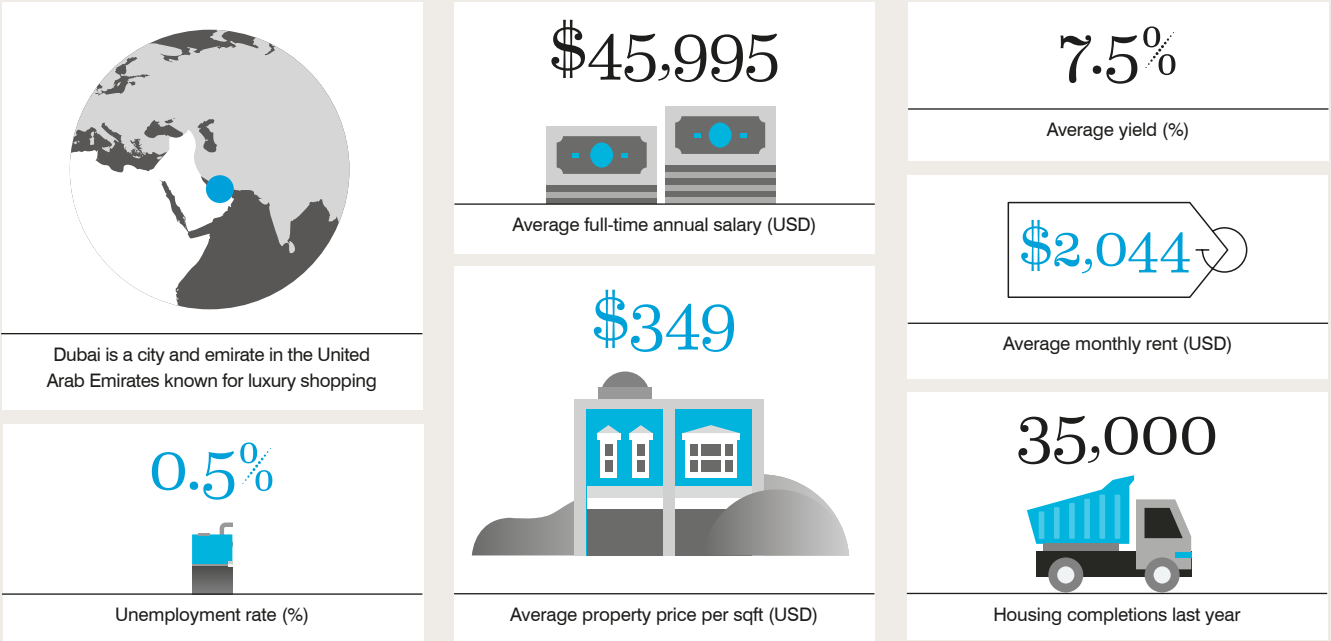 Dubai is a city and emirate in the United
Arab Emirates known for luxury shopping
0.5%
Unemployment rate (%)
$45,995
Average full-time annual salary (USD)
$349
Average property price per sqft (USD)
7.5%
Average yield (%)
$2,044
Average monthly rent (USD)
35,000
Housing completions last year